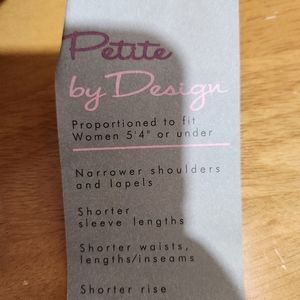 Petite
by Design
Proportioned to fit
Women 5'4" or under
Narrower shoulders
and lapels
Shorter
sleeve lengths
Shorter waists,
lengths/inseams
Shorter rise